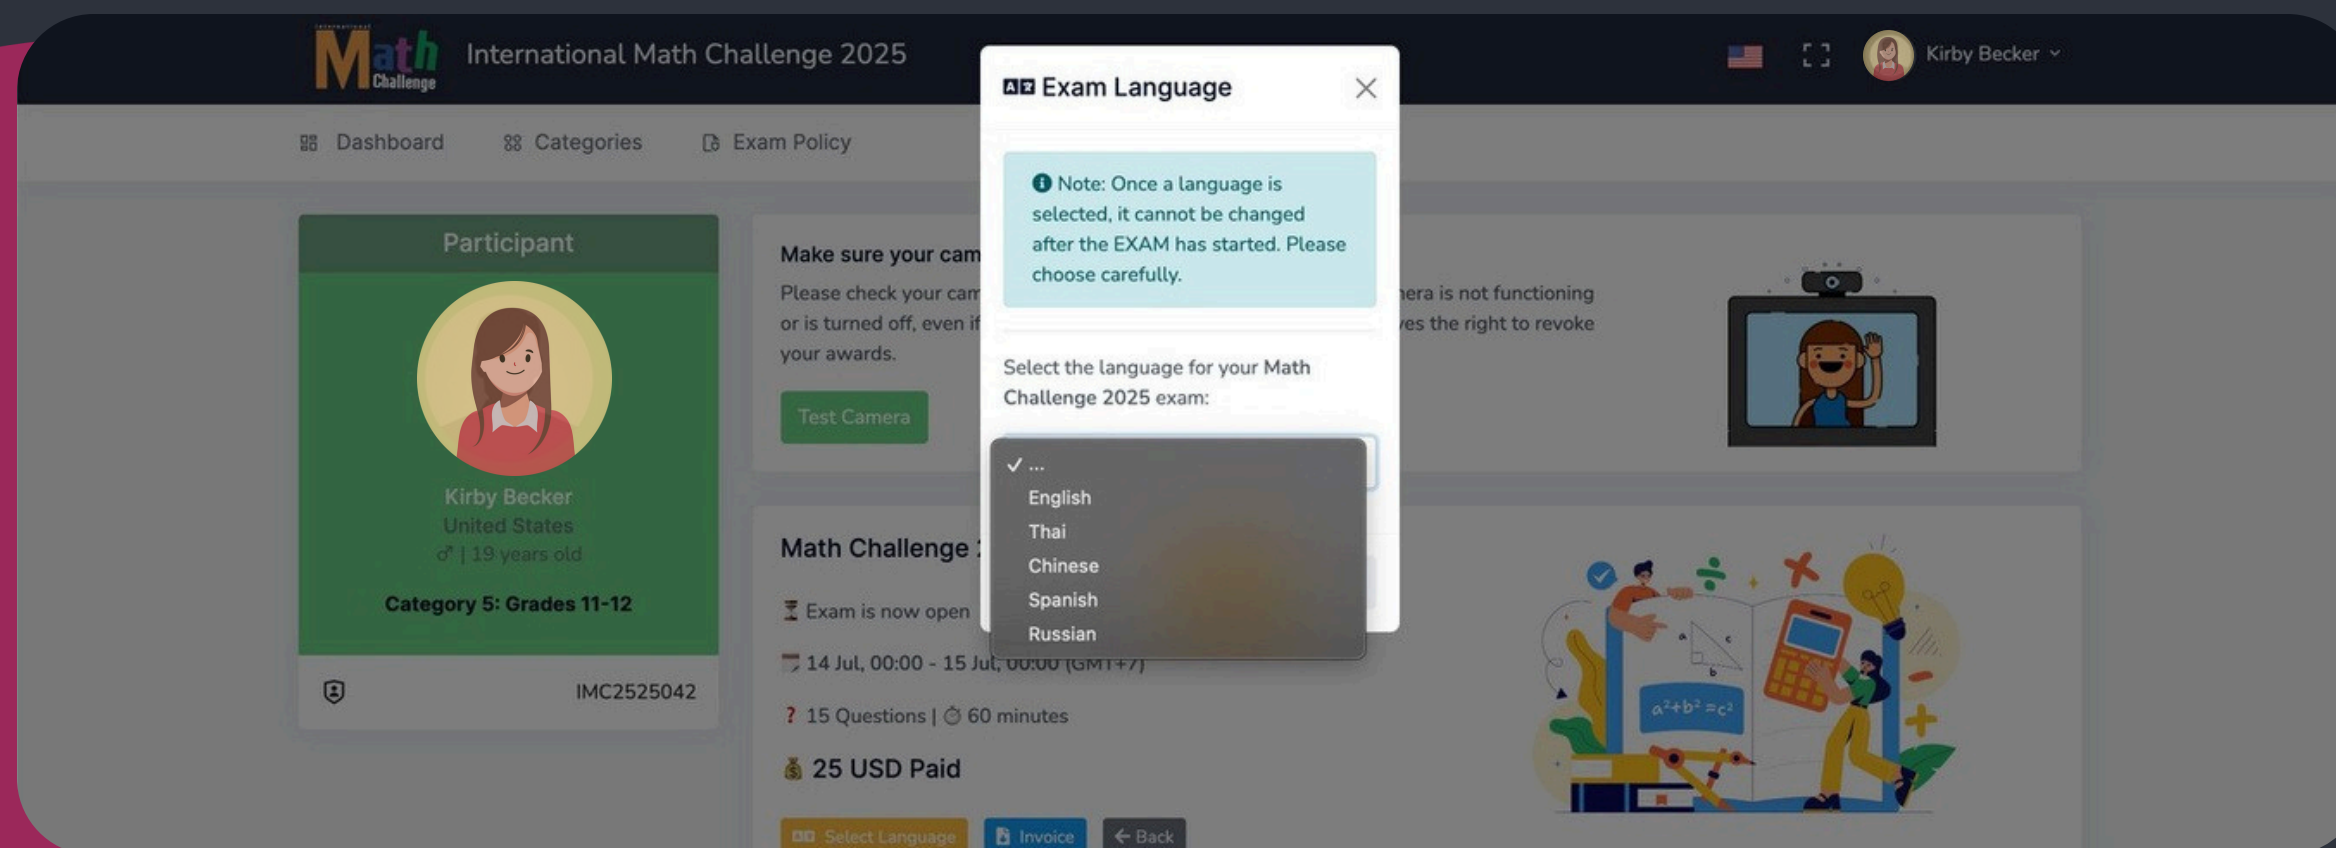 International
Math
Challenge
International Math Challenge 2025
Kirby Becker
Dashboard
Categories
Exam Policy
Exam Language
Note: Once a language is
selected, it cannot be changed
after the EXAM has started. Please
choose carefully.
Select the language for your Math
Challenge 2025 exam:
✓ ...
English
Thai
Chinese
Spanish
Russian
Participant
Kirby Becker
United States
♂ | 19 years old
Category 5: Grades 11-12
IMC2525042
Make sure your cam
Please check your cam era is not functioning
or is turned off, even if es the right to revoke
your awards.
Test Camera
Math Challenge
Exam is now open
14 Jul, 00:00 - 15 Jul, 00:00 (GMT+7)
? 15 Questions | 60 minutes
25 USD Paid
Select Language
Invoice
← Back
a c
b
a²+b²=c²